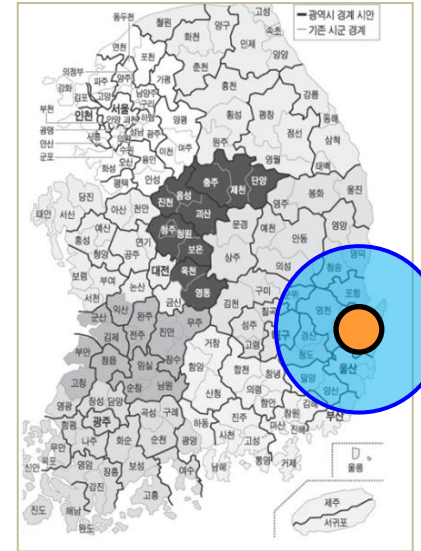 광역시 경계 시안
기존 시군 경계
고성
동두천
철원
화천
양구
속초
인제
양양
연천
포천
춘천
의정부
파주
양주
가평
홍천
강릉
강화
김포
고양
남양주
구리
서울
하남
양평
횡성
평창
동해
부천
인천
안양
과천
광명
시흥
성남
광주
정선
삼척
안산
군포
수원
오산
용인
이천
여주
원주
영월
태백
화성
평택
안성
충주
제천
단양
당진
진천
음성
영주
봉화
울진
태안
서산
아산
천안
괴산
예산
홍성
연기
청주
청원
문경
예천
안동
영양
청양
공주
대전
보은
상주
의성
청송
영덕
보령
부여
논산
옥천
서천
금산
영동
김천
구미
군위
포항
군산
익산
완주
무주
칠곡
영천
김제
전주
진안
거창
성주
고령
경산
부안
정읍
임실
장수
함양
합천
창녕
청도
울산
고창
순창
남원
산청
의령
밀양
양산
영광
장성
담양
곡성
구례
함안
창원
김해
부산
함평
광주
하동
진주
마산
진해
무안
나주
화순
순천
광양
사천
고성
목포
신안
영암
장흥
보성
여수
남해
통영
거제
울릉
강진
고흥
진도
해남
완도
제주
서귀포